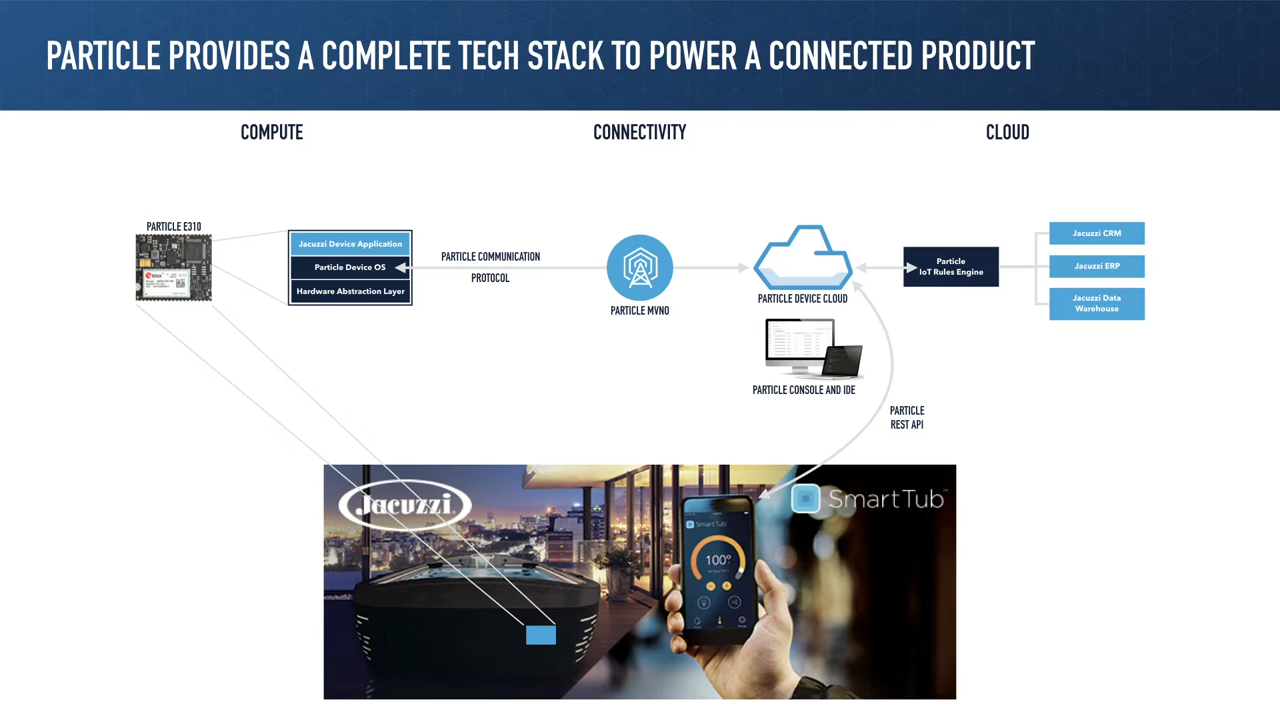 PARTICLE PROVIDES A COMPLETE TECH STACK TO POWER A CONNECTED PRODUCT
COMPUTE
CONNECTIVITY
CLOUD
PARTICLE E310
Jacuzzi Device Application
Particle Device OS
Hardware Abstraction Layer
PARTICLE COMMUNICATION
PROTOCOL
PARTICLE MVNO
PARTICLE DEVICE CLOUD
Particle
IoT Rules Engine
Jacuzzi CRM
Jacuzzi ERP
Jacuzzi Data
Warehouse
PARTICLE CONSOLE AND IDE
PARTICLE
REST API
Jacuzzi
SmartTub
SmartTub
100°